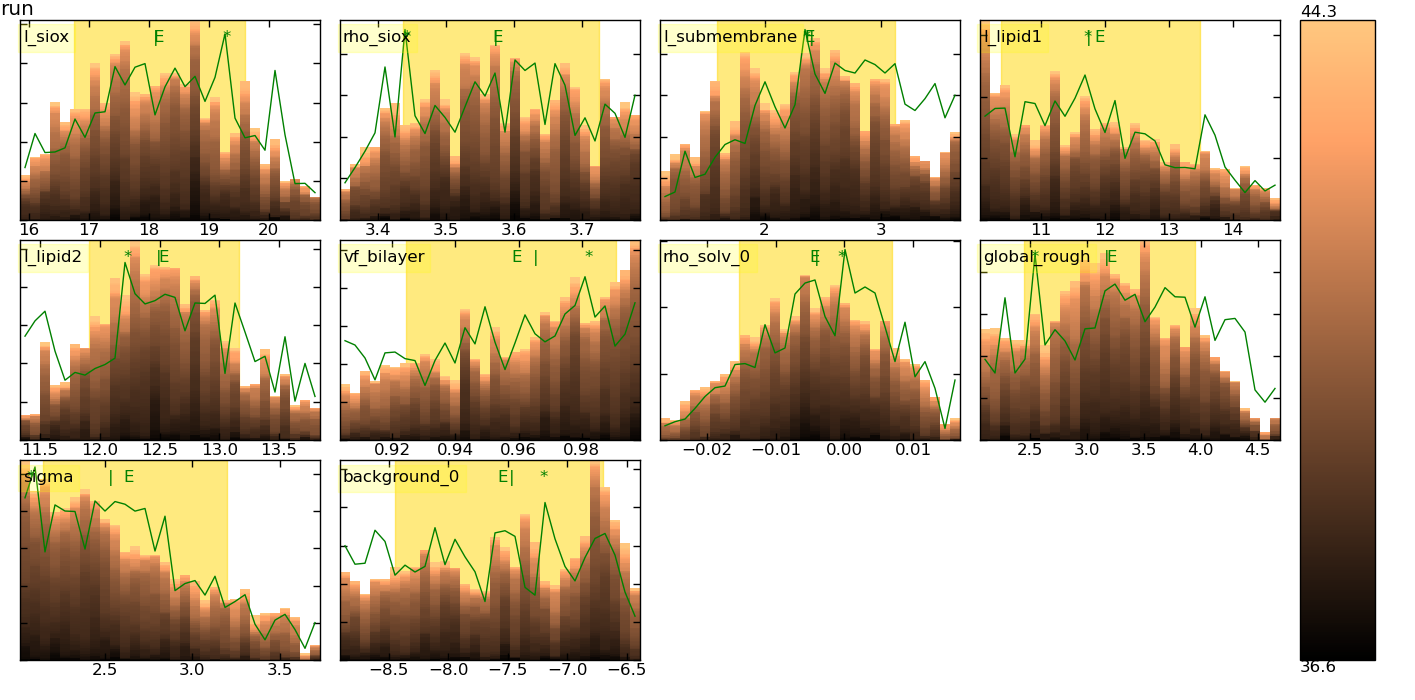 run
44.3
l_siox E | *
rho_siox * E |
l_submembrane * E |
l_lipid1 * | E
16 17 18 19 20
3.4 3.5 3.6 3.7
2 3
11 12 13 14
l_lipid2 * | E
vf_bilayer E | *
rho_solv_0 E | *
global_rough * | E
11.5 12.0 12.5 13.0 13.5
0.92 0.94 0.96 0.98
−0.02 −0.01 0.00 0.01
2.5 3.0 3.5 4.0 4.5
sigma * | E
background_0 E | *
2.5 3.0 3.5
−8.5 −8.0 −7.5 −7.0 −6.5
36.6